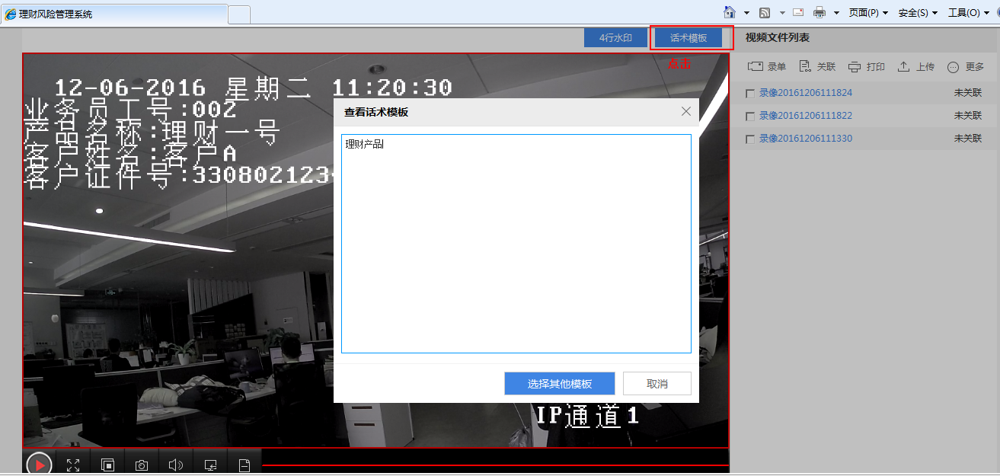 理财风险管理系统
页面(P) 安全(S) 工具(O)
4行水印 话术模板 视频文件列表
点击
录单 关联 打印 上传 更多
录像20161206111824 未关联
录像20161206111822 未关联
录像20161206111330 未关联
12-06-2016 星期二 11:20:30
业务员工号:002
产品名称:理财一号
客户姓名:客户A
客户证件号:330802123
查看话术模板
理财产品
选择其他模板 取消
IP通道1